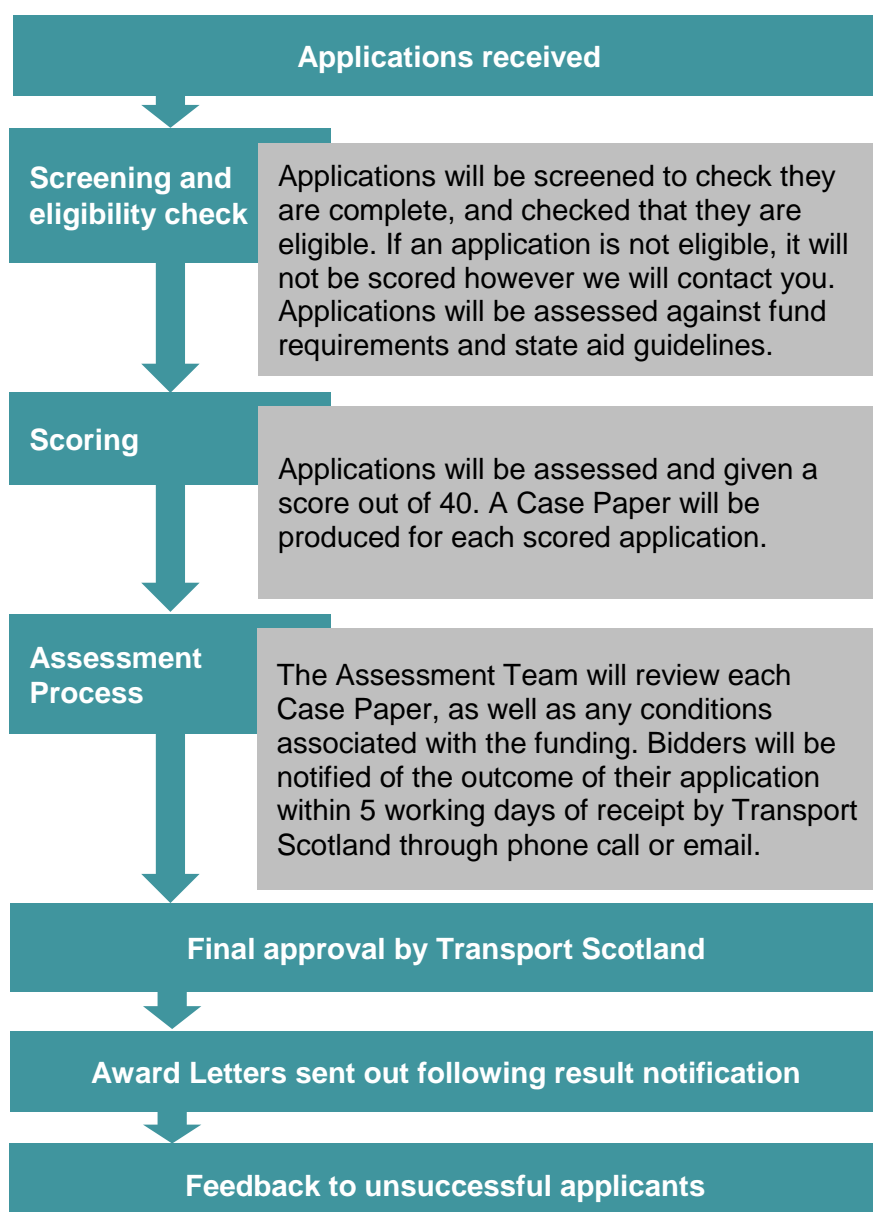 Applications received
Screening and
eligibility check
Applications will be screened to check they
are complete, and checked that they are
eligible. If an application is not eligible, it will
not be scored however we will contact you.
Applications will be assessed against fund
requirements and state aid guidelines.
Scoring
Applications will be assessed and given a
score out of 40. A Case Paper will be
produced for each scored application.
Assessment
Process
The Assessment Team will review each
Case Paper, as well as any conditions
associated with the funding. Bidders will be
notified of the outcome of their application
within 5 working days of receipt by Transport
Scotland through phone call or email.
Final approval by Transport Scotland
Award Letters sent out following result notification
Feedback to unsuccessful applicants